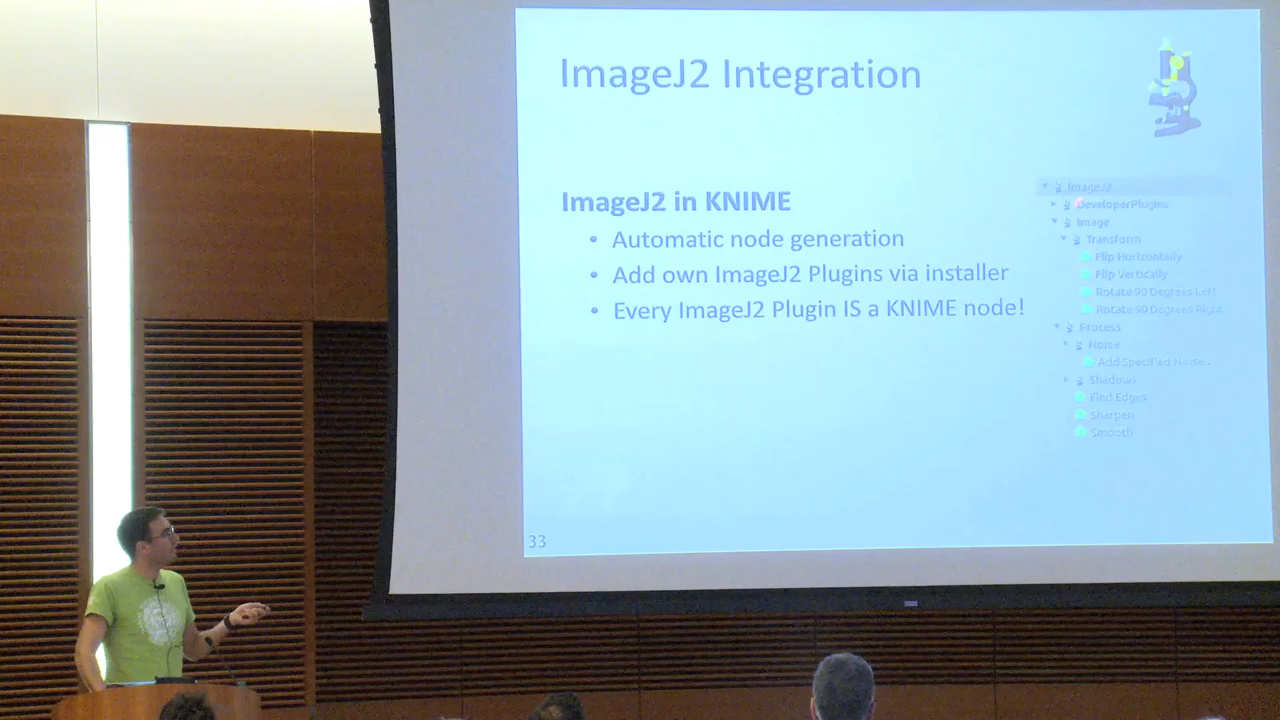 ImageJ2 Integration
ImageJ2 in KNIME
• Automatic node generation
• Add own ImageJ2 Plugins via installer
• Every ImageJ2 Plugin IS a KNIME node!
ImageJ2
DeveloperPlugins
Image
Transform
Flip Horizontally
Flip Vertically
Rotate 90 Degrees Left
Rotate 90 Degrees Right
Process
Noise
Add Specified Noise..
Shadows
Find Edges
Sharpen
Smooth
33